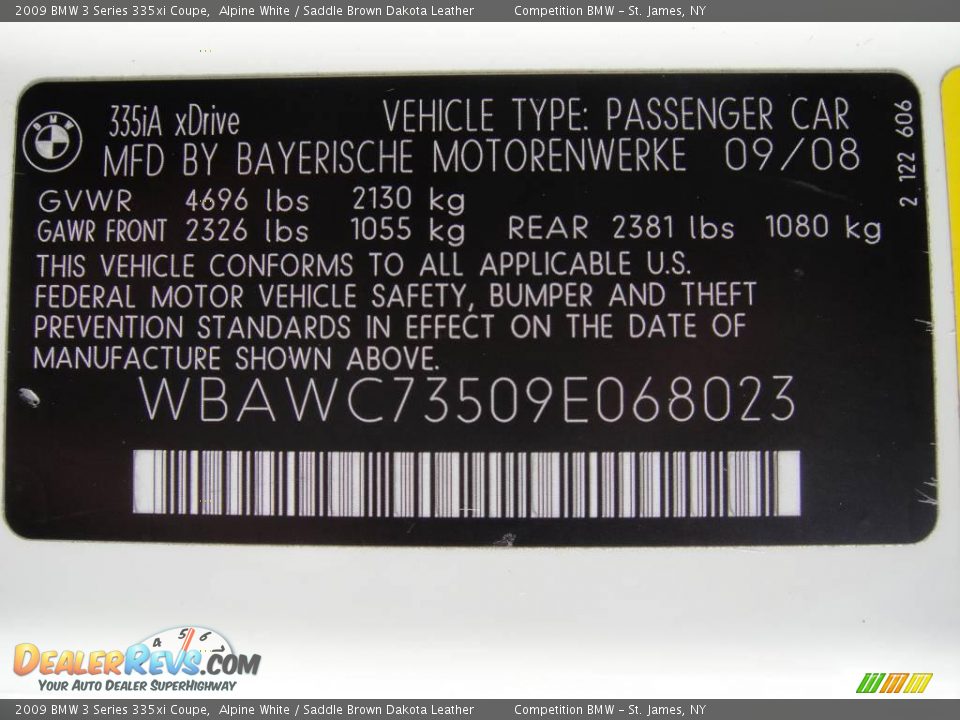 2009 BMW 3 Series 335xi Coupe, Alpine White / Saddle Brown Dakota Leather Competition BMW - St. James, NY
BMW
335iA xDrive VEHICLE TYPE: PASSENGER CAR
MFD BY BAYERISCHE MOTORENWERKE 09/08
2 122 606
GVWR 4696 lbs 2130 kg
GAWR FRONT 2326 lbs 1055 kg REAR 2381 lbs 1080 kg
THIS VEHICLE CONFORMS TO ALL APPLICABLE U.S.
FEDERAL MOTOR VEHICLE SAFETY, BUMPER AND THEFT
PREVENTION STANDARDS IN EFFECT ON THE DATE OF
MANUFACTURE SHOWN ABOVE.
WBAWC73509E068023
4 5 6 7
DEALERREVS.COM
YOUR AUTO DEALER SUPERHIGHWAY
2009 BMW 3 Series 335xi Coupe, Alpine White / Saddle Brown Dakota Leather Competition BMW - St. James, NY